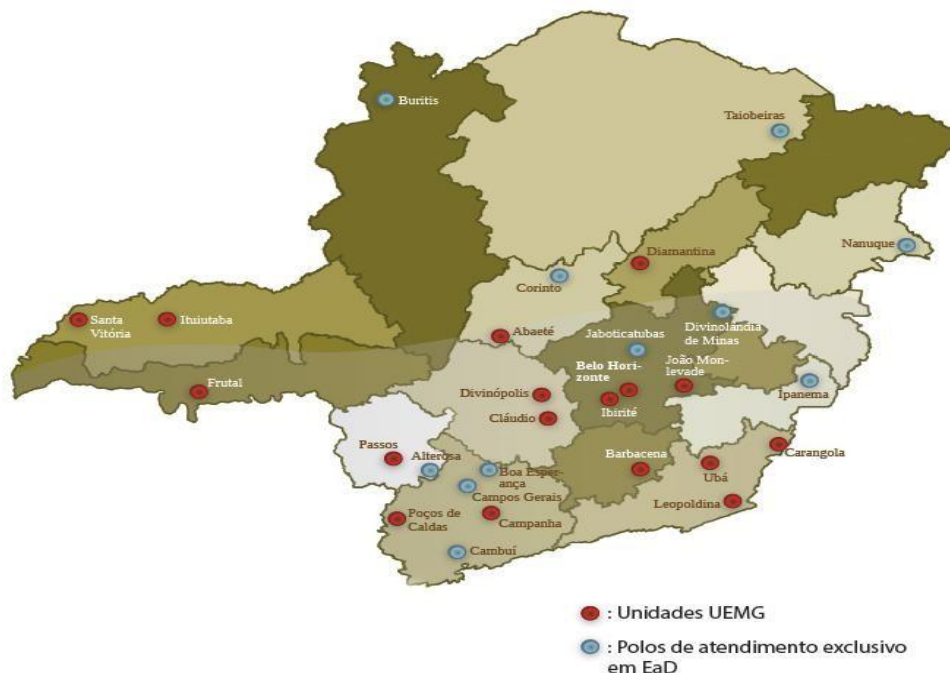 Buritis
Taiobeiras
Nanuque
Diamantina
Corinto
Santa
Vitória
Ituiutaba
Abaeté
Jaboticatubas
Divinolândia
de Minas
Belo Hori-
zonte
João Mon-
levade
Frutal
Divinópolis
Ibirité
Ipanema
Cláudio
Passos
Alterosa
Boa Esper-
ança
Campos Gerais
Barbacena
Ubá
Carangola
Leopoldina
Poços de
Caldas
Campanha
Cambuí
: Unidades UEMG
: Polos de atendimento exclusivo
em EaD